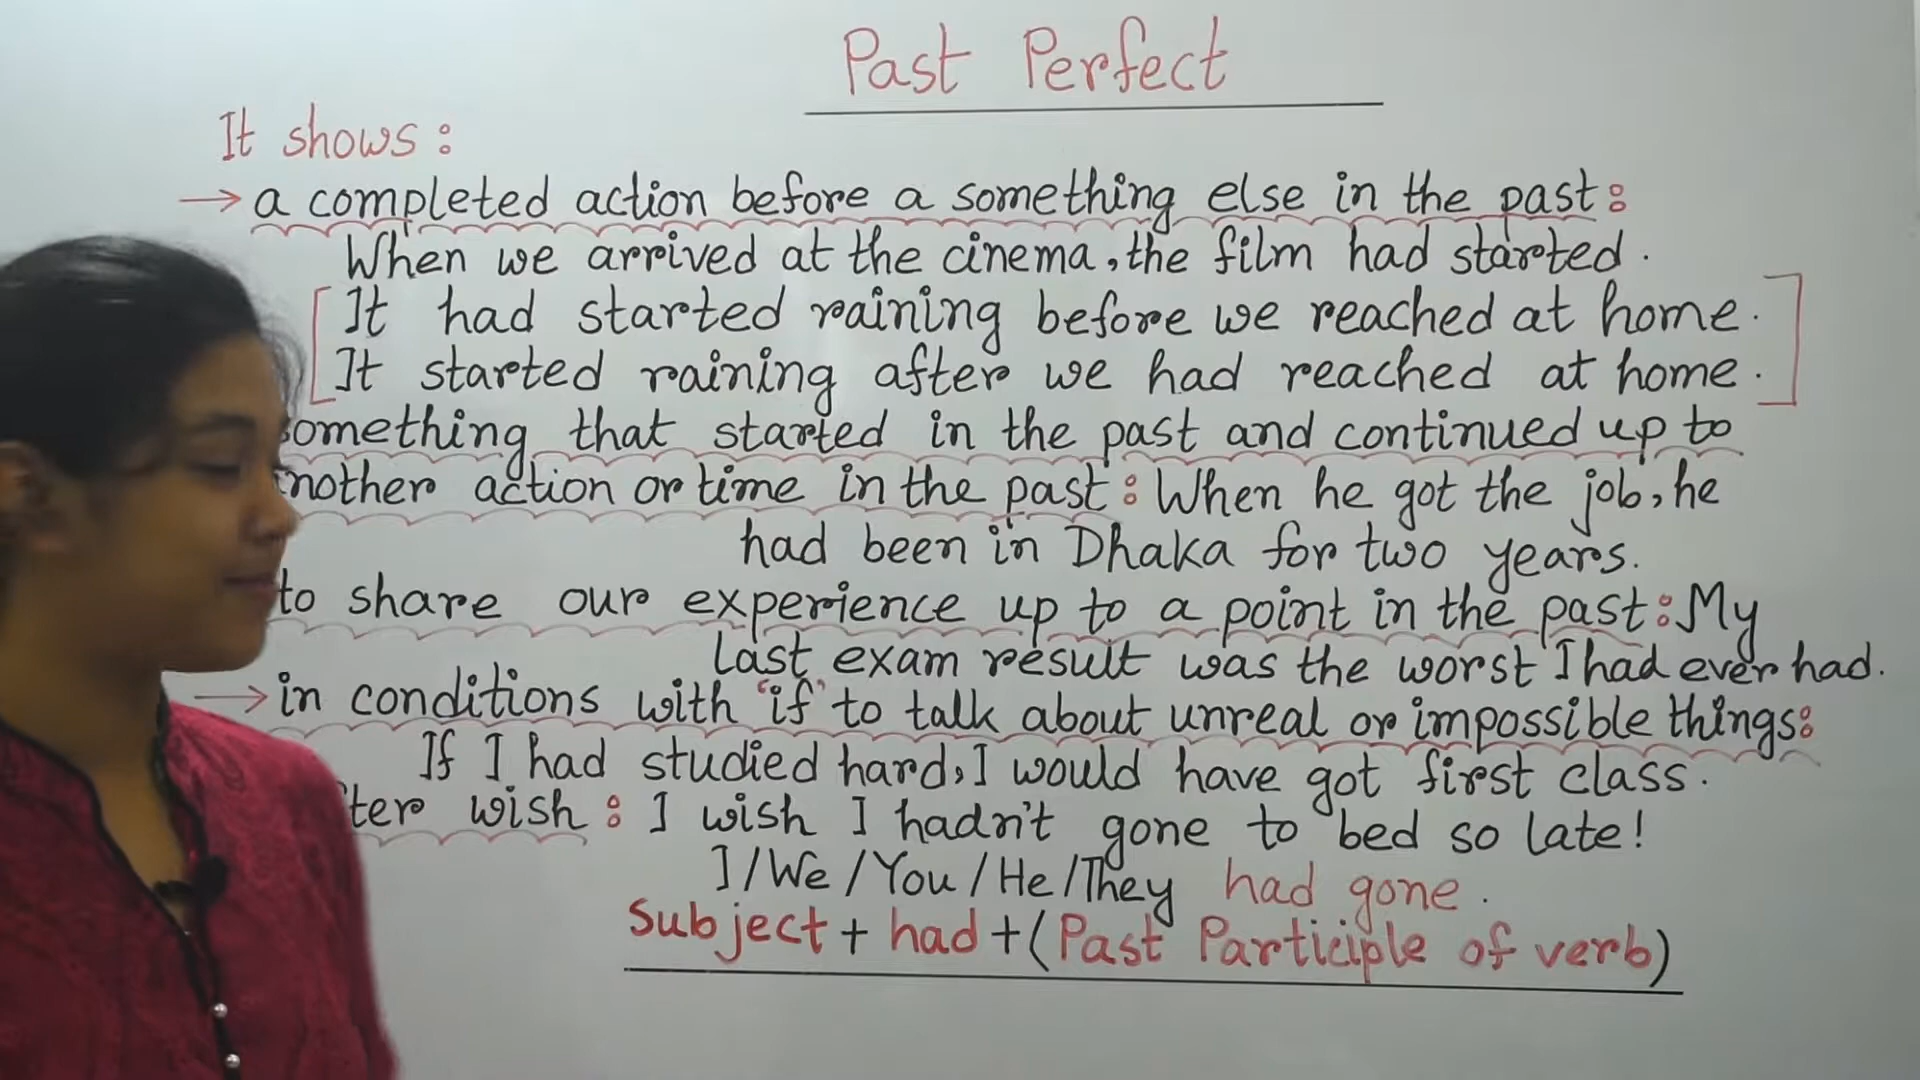 Past Perfect
It shows:
→ a completed action before a something else in the past:
When we arrived at the cinema, the film had started.
[It had started raining before we reached at home.
It started raining after we had reached at home.]
something that started in the past and continued up to
nother action or time in the past: When he got the job, he
had been in Dhaka for two years.
to share our experience up to a point in the past: My
last exam result was the worst I had ever had.
→ in conditions with 'if' to talk about unreal or impossible things:
If I had studied hard, I would have got first class.
ter wish: I wish I hadn't gone to bed so late!
I/We/You/He/They had gone.
Subject + had + (Past Participle of verb)